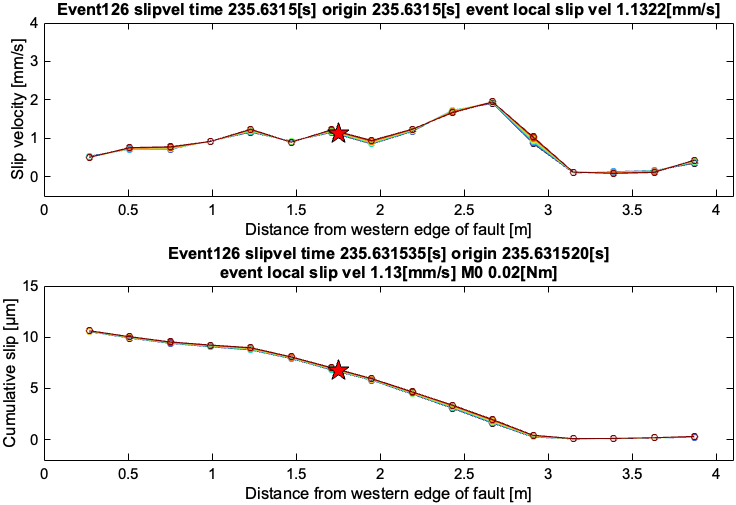 Event126 slipvel time 235.6315[s] origin 235.6315[s] event local slip vel 1.1322[mm/s]
4
3
2
1
0
Slip velocity [mm/s]
0 0.5 1 1.5 2 2.5 3 3.5 4
Distance from western edge of fault [m]
Event126 slipvel time 235.631535[s] origin 235.631520[s]
event local slip vel 1.13[mm/s] M0 0.02[Nm]
15
10
5
0
Cumulative slip [µm]
0 0.5 1 1.5 2 2.5 3 3.5 4
Distance from western edge of fault [m]